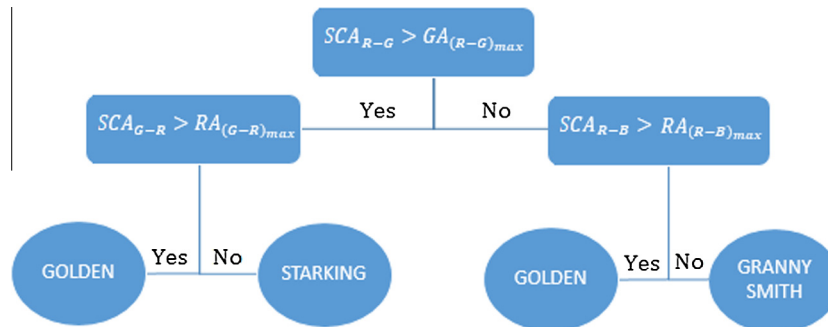 SCA_{R-G} > GA_{(R-G)_{max}}
Yes No
SCA_{G-R} > RA_{(G-R)_{max}}
SCA_{R-B} > RA_{(R-B)_{max}}
GOLDEN
Yes No
STARKING
GOLDEN
Yes No
GRANNY
SMITH